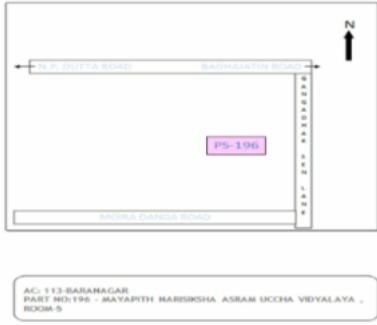 N
N.P. DUTTA ROAD BAGHAJATIN ROAD
GANGADHAR SEN LANE
PS-196
MOIRA DANGA ROAD
AC: 113-BARANAGAR
PART NO:196 - MAYAPITH NARISIKSHA ASRAM UCCHA VIDYALAYA ,
ROOM-5